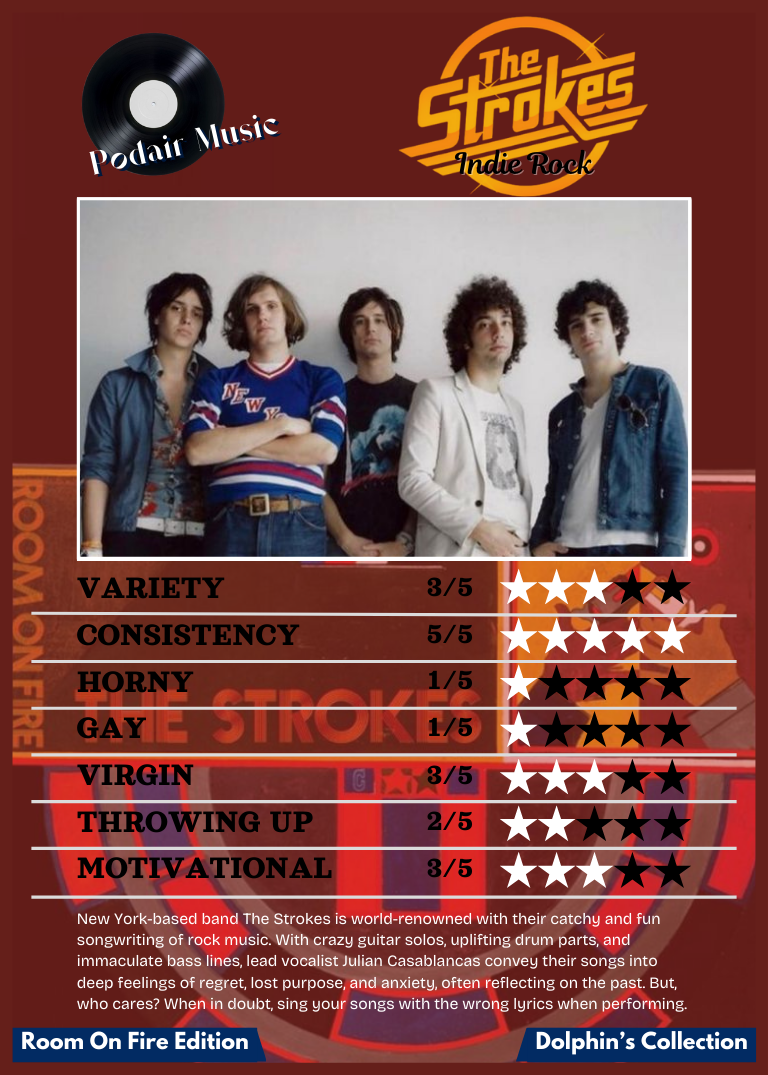 Podair Music
The
Strokes
Indie Rock
NEW Y
ROOM ON FIRE
THE STROKES
VARIETY 3/5
CONSISTENCY 5/5
HORNY 1/5
GAY 1/5
VIRGIN 3/5
THROWING UP 2/5
MOTIVATIONAL 3/5
New York-based band The Strokes is world-renowned with their catchy and fun
songwriting of rock music. With crazy guitar solos, uplifting drum parts, and
immaculate bass lines, lead vocalist Julian Casablancas convey their songs into
deep feelings of regret, lost purpose, and anxiety, often reflecting on the past. But,
who cares? When in doubt, sing your songs with the wrong lyrics when performing.
Room On Fire Edition
Dolphin's Collection